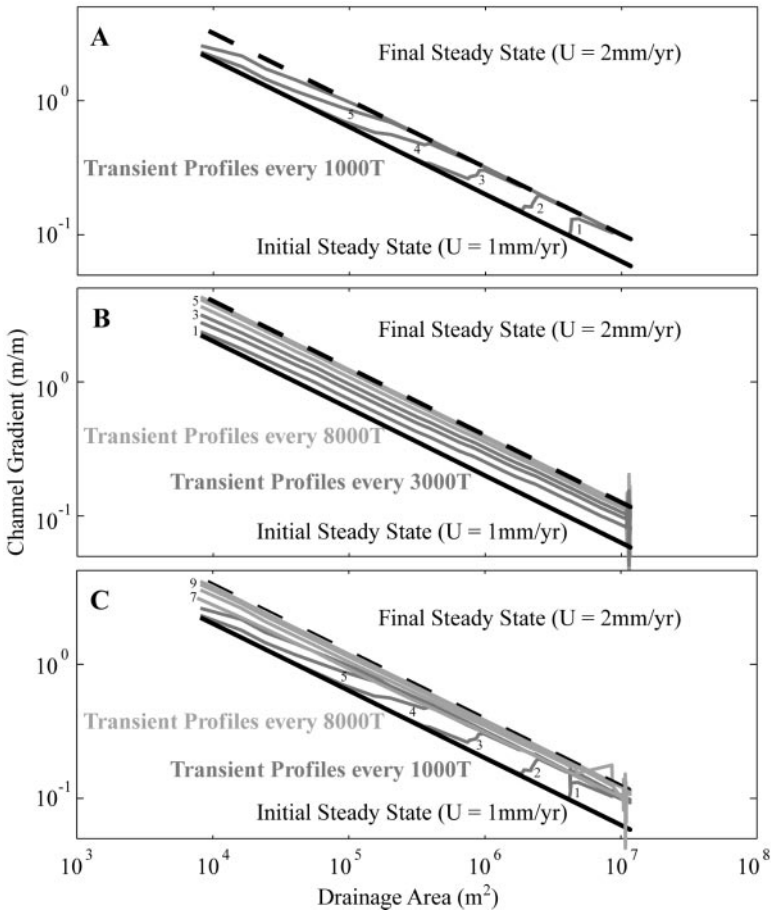 A
Final Steady State (U = 2mm/yr)
10^0
5
4
Transient Profiles every 1000T
3
2
1
10^-1
Initial Steady State (U = 1mm/yr)
B
5
3
1
Final Steady State (U = 2mm/yr)
10^0
Transient Profiles every 8000T
Transient Profiles every 3000T
10^-1
Initial Steady State (U = 1mm/yr)
Channel Gradient (m/m)
C
9
7
Final Steady State (U = 2mm/yr)
10^0
5
4
Transient Profiles every 8000T
3
Transient Profiles every 1000T
2
1
10^-1
Initial Steady State (U = 1mm/yr)
10^3 10^4 10^5 10^6 10^7 10^8
Drainage Area (m^2)